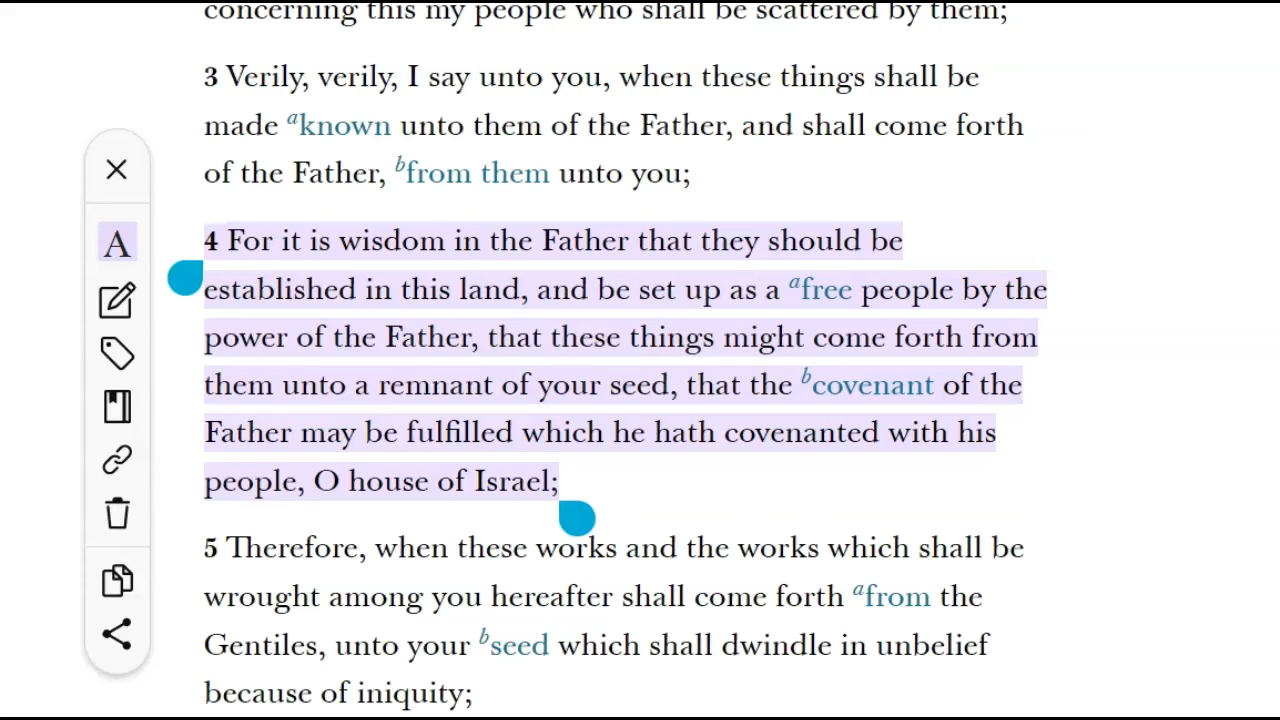 concerning this my people who shall be scattered by them;
3 Verily, verily, I say unto you, when these things shall be
made aknown unto them of the Father, and shall come forth
of the Father, bfrom them unto you;
4 For it is wisdom in the Father that they should be
established in this land, and be set up as a afree people by the
power of the Father, that these things might come forth from
them unto a remnant of your seed, that the bcovenant of the
Father may be fulfilled which he hath covenanted with his
people, O house of Israel;
5 Therefore, when these works and the works which shall be
wrought among you hereafter shall come forth afrom the
Gentiles, unto your bseed which shall dwindle in unbelief
because of iniquity;
A